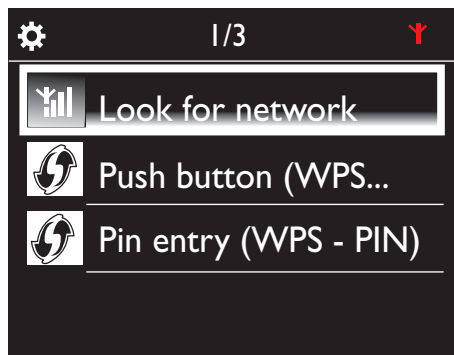 1/3
Look for network
Push button (WPS...
Pin entry (WPS - PIN)